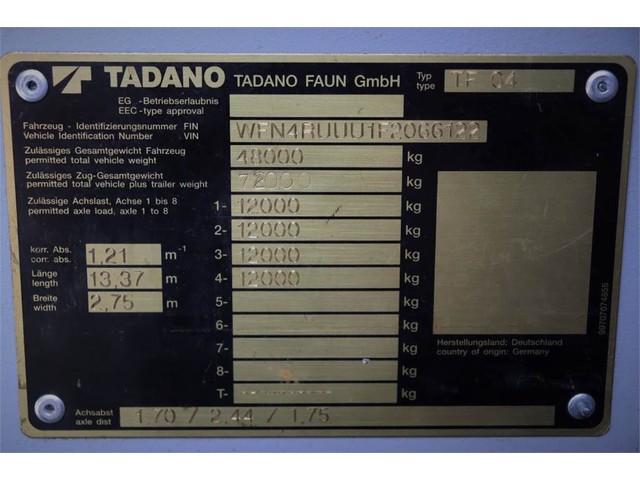 TADANO TADANO FAUN GmbH Typ type TF 04
EG -Betriebserlaubnis
EEC-type approval
Fahrzeug - Identifizierungsnummer FIN
Vehicle Identification Number VIN
Zulässiges Gesamtgewicht Fahrzeug
permitted total vehicle weight 48000 kg
Zulässiges Zug-Gesamtgewicht
permitted total vehicle plus trailer weight 72000 kg
Zulässige Achslast, Achse 1 bis 8
permitted axle load, axle 1 to 8
1- 12000 kg
2- 12000 kg
3- 12000 kg
4- 12000 kg
5- kg
6- kg
7- kg
8- kg
T- kg
korr. Abs.
corr. abs. 1,21 m⁻¹
Länge
length 13,37 m
Breite
width 2,75 m
Herstellungsland: Deutschland
country of origin: Germany
99707674855
Achsabst
axle dist 1.70 / 2.44 / 1.75